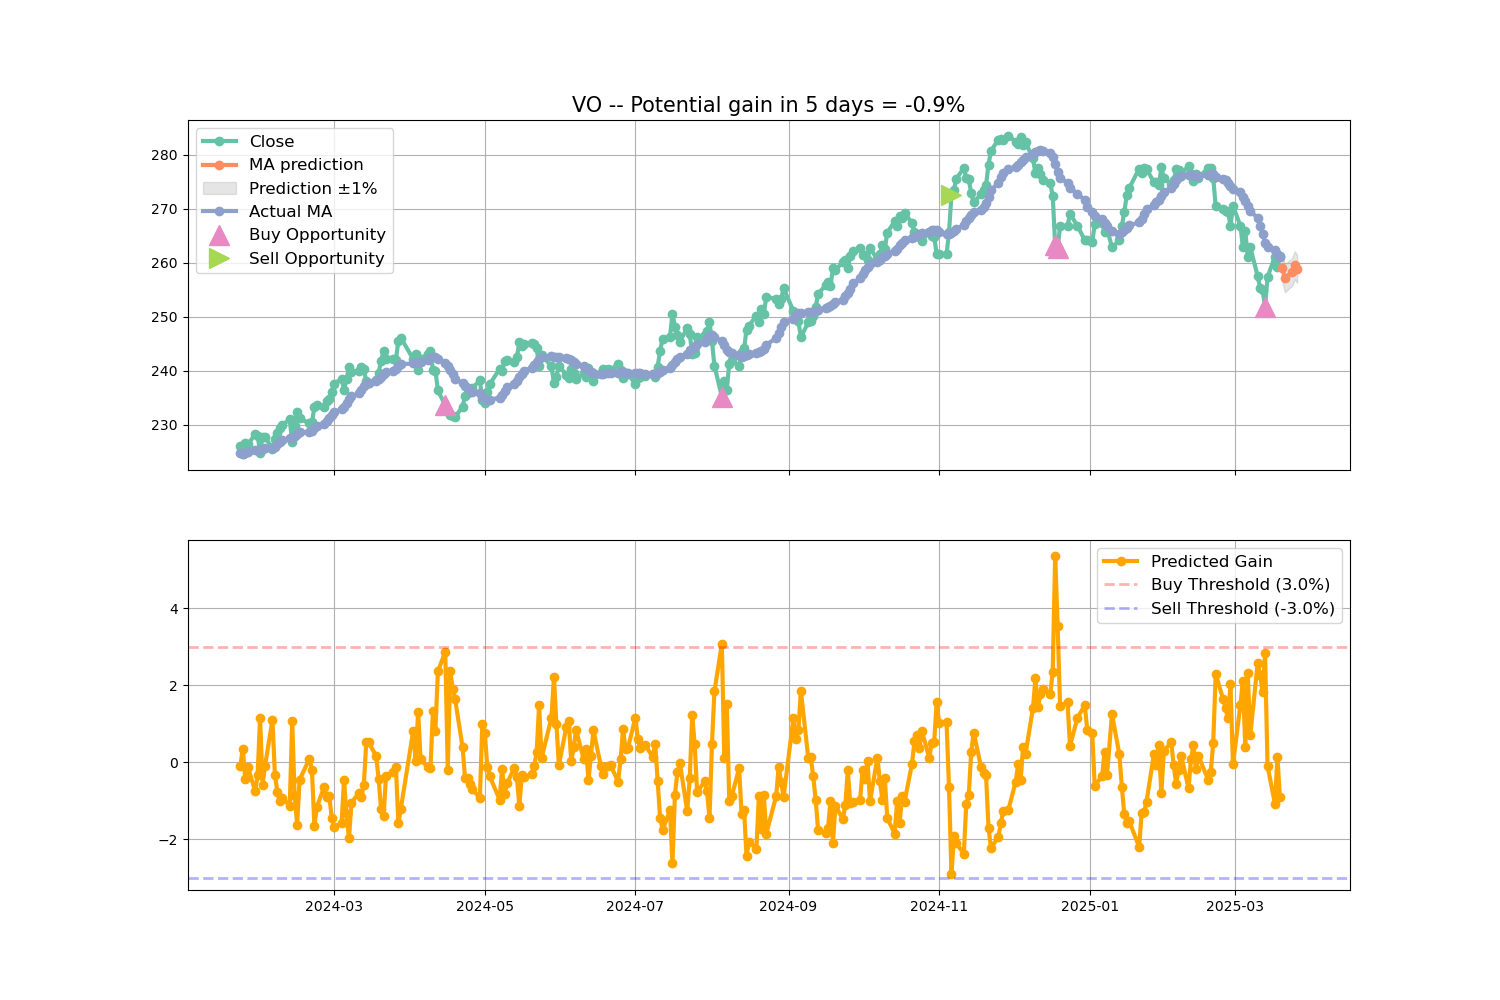 VO -- Potential gain in 5 days = -0.9%
Close
MA prediction
Prediction ±1%
Actual MA
Buy Opportunity
Sell Opportunity
280
270
260
250
240
230
Predicted Gain
Buy Threshold (3.0%)
Sell Threshold (-3.0%)
4
2
0
−2
2024-03
2024-05
2024-07
2024-09
2024-11
2025-01
2025-03